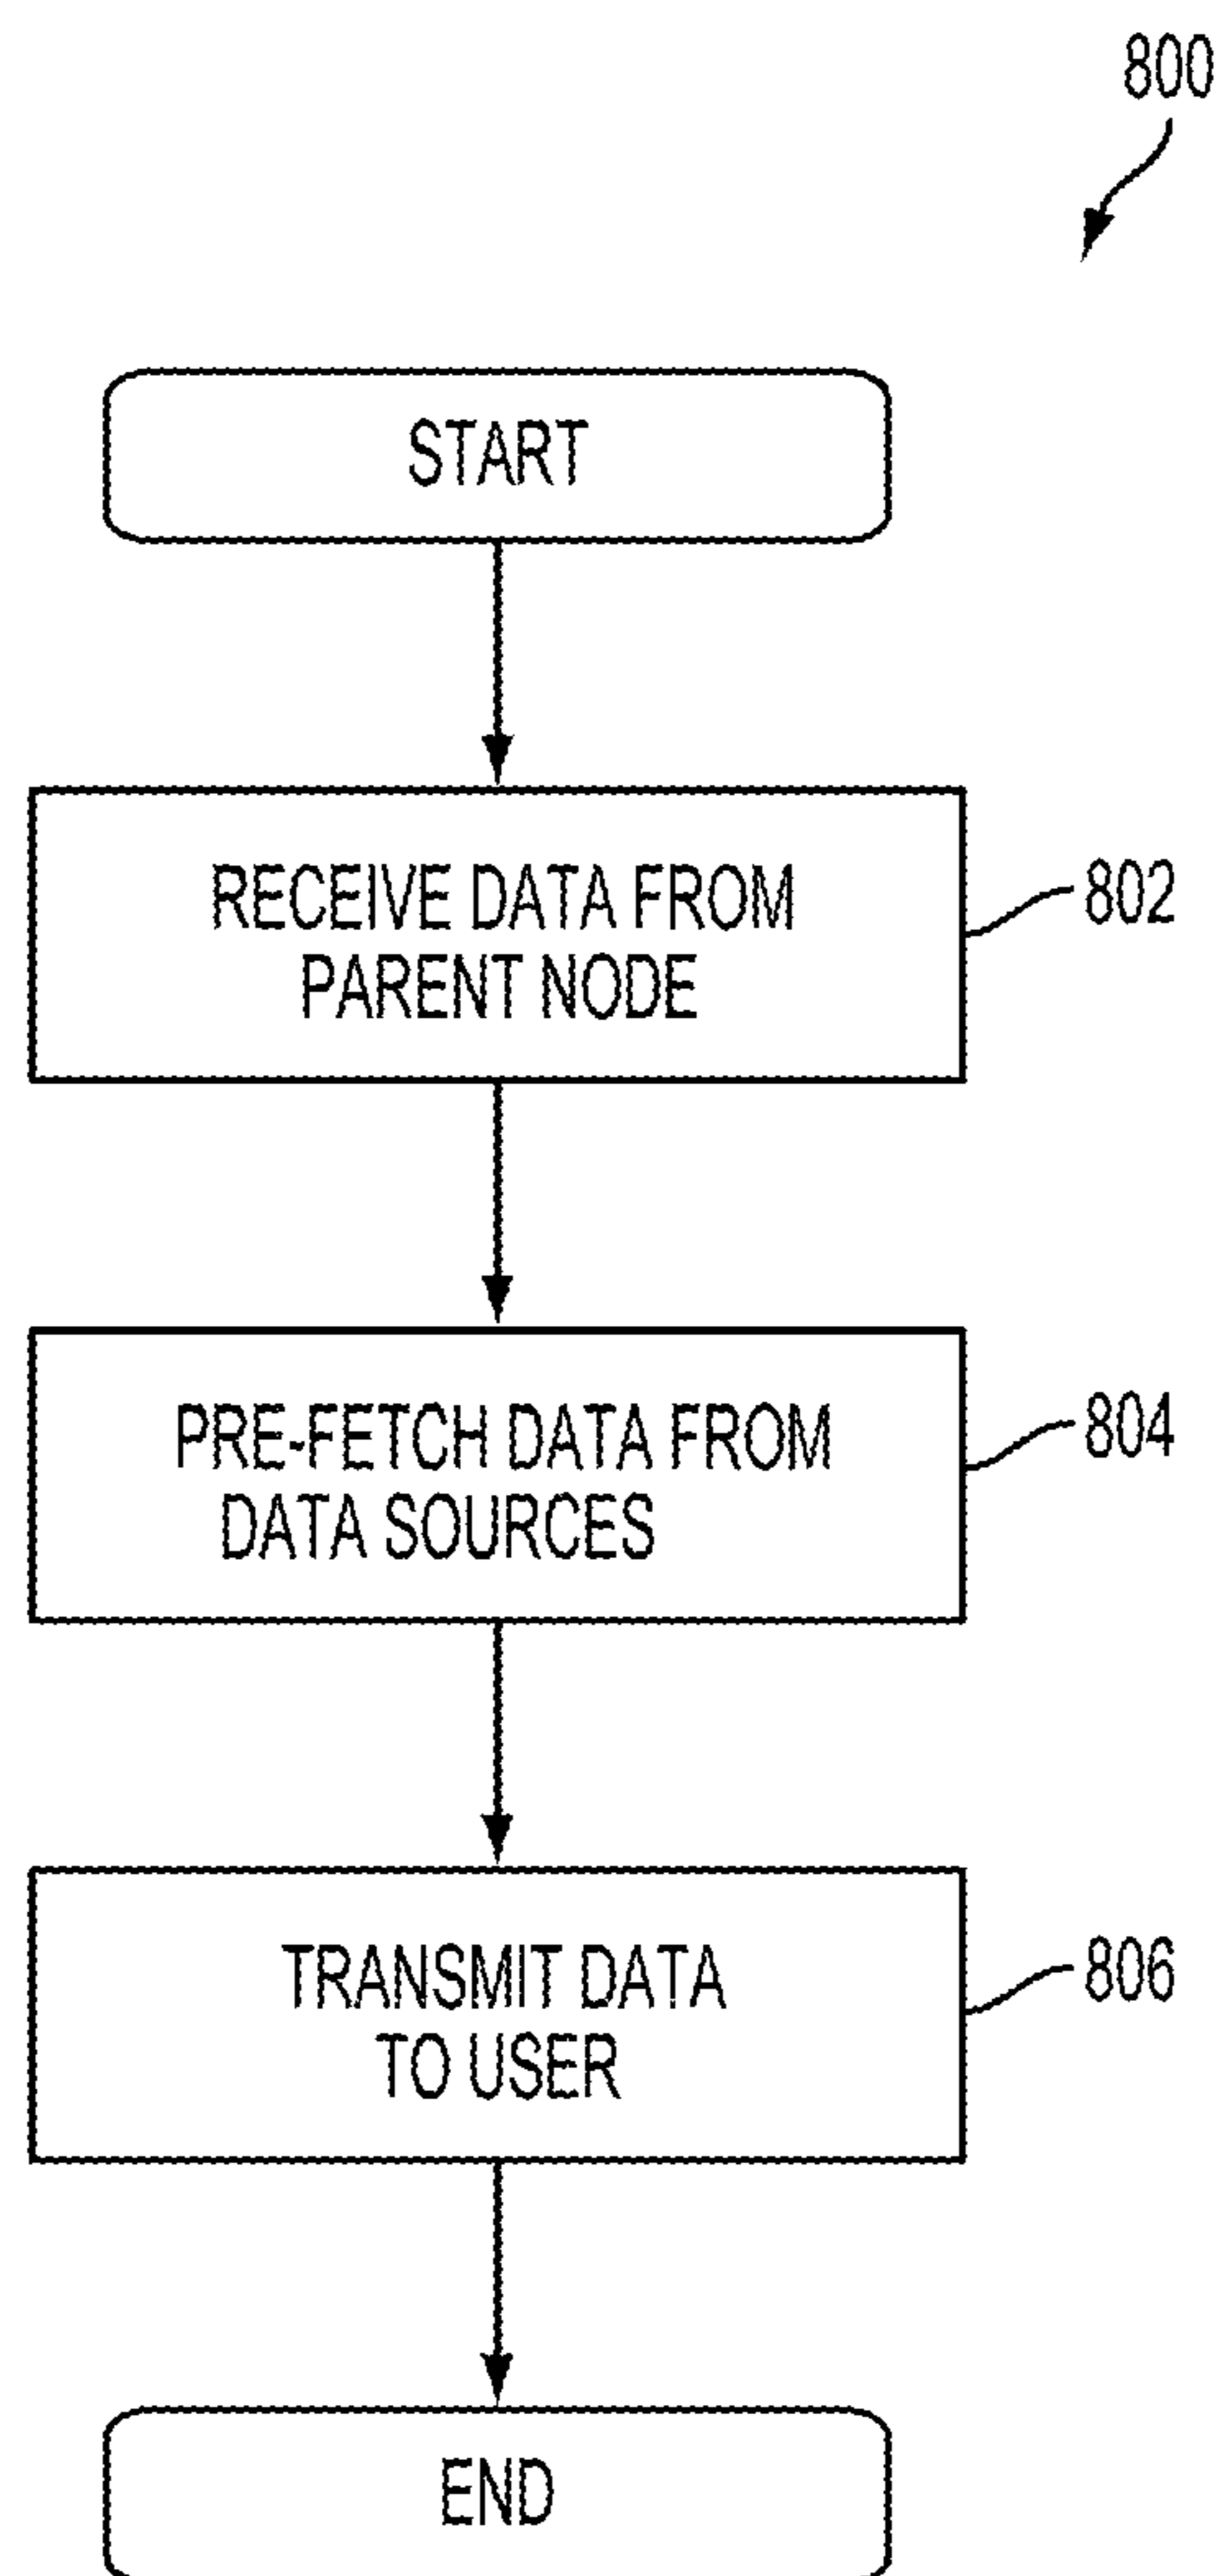 800
START
RECEIVE DATA FROM
PARENT NODE
802
PRE-FETCH DATA FROM
DATA SOURCES
804
TRANSMIT DATA
TO USER
806
END